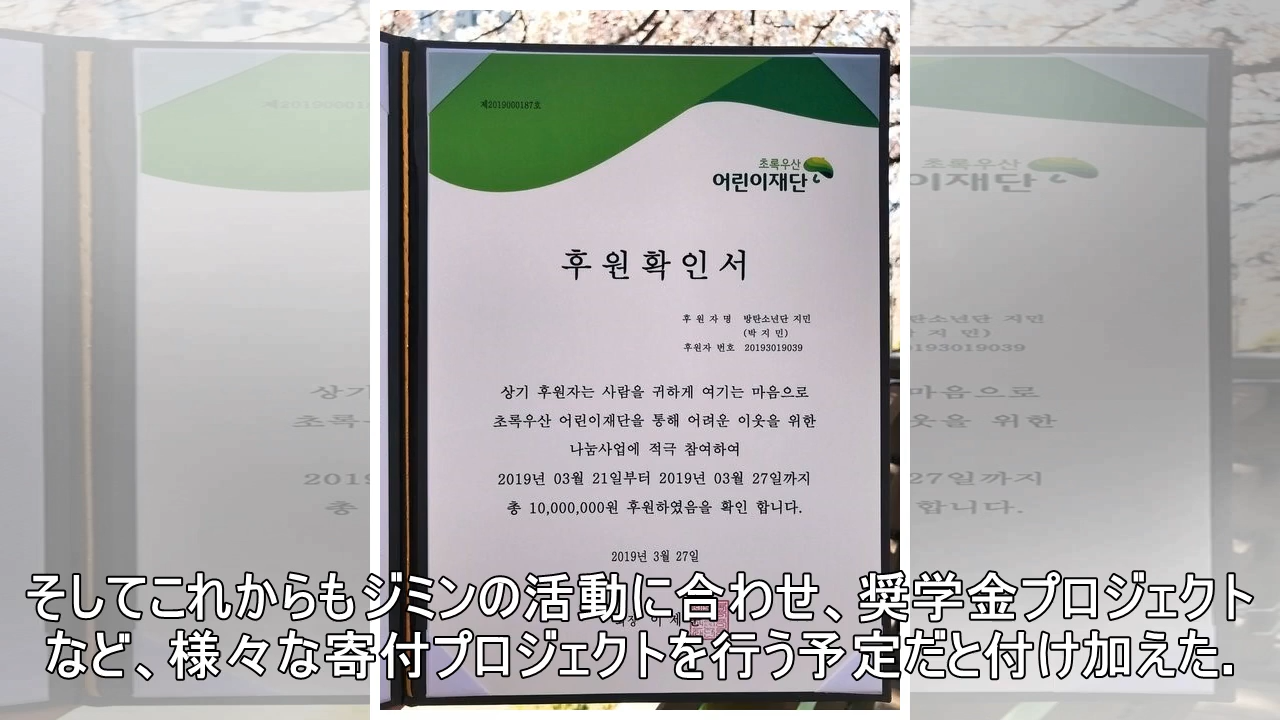 제2019000187호
초록우산
어린이재단
후원확인서
후 원 자 명 방탄소년단 지민
(박 지 민)
후원자 번호 20193019039
상기 후원자는 사람을 귀하게 여기는 마음으로
초록우산 어린이재단을 통해 어려운 이웃을 위한
나눔사업에 적극 참여하여
2019년 03월 21일부터 2019년 03월 27일까지
총 10,000,000원 후원하였음을 확인 합니다.
2019년 3월 27일
そしてこれからもジミンの活動に合わせ、奨学金プロジェクト
など、様々な寄付プロジェクトを行う予定だと付け加えた.